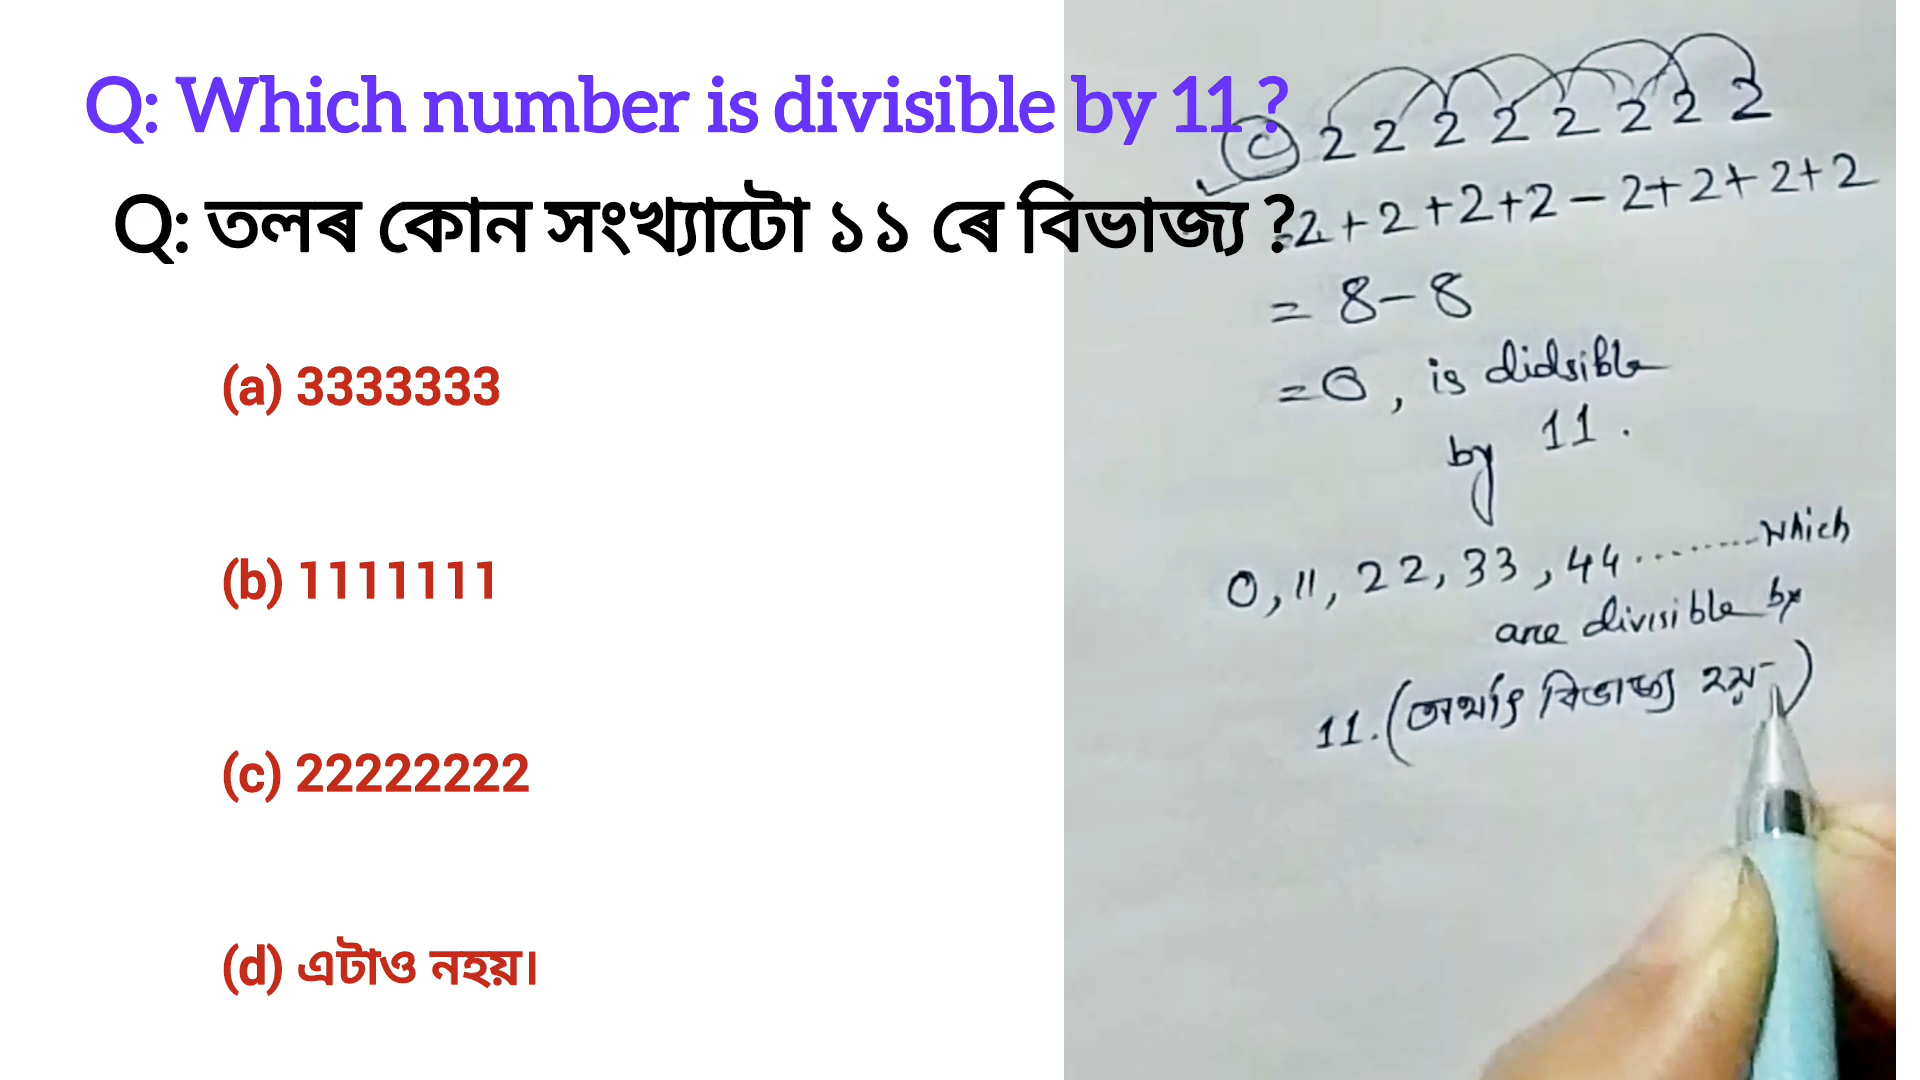 Q: Which number is divisible by 11 ?
Q: তলৰ কোন সংখ্যাটো ১১ ৰে বিভাজ্য ?
(a) 3333333
(b) 1111111
(c) 22222222
(d) এটাও নহয়।
c 2 2 2 2 2 2 2 2
=2+2+2+2-2+2+2+2
= 8-8
=0, is didsible
by 11.
0, 11, 22, 33, 44 ......... which
are divisible by
11. (অৰ্থাৎ বিভাজ্য হয়)